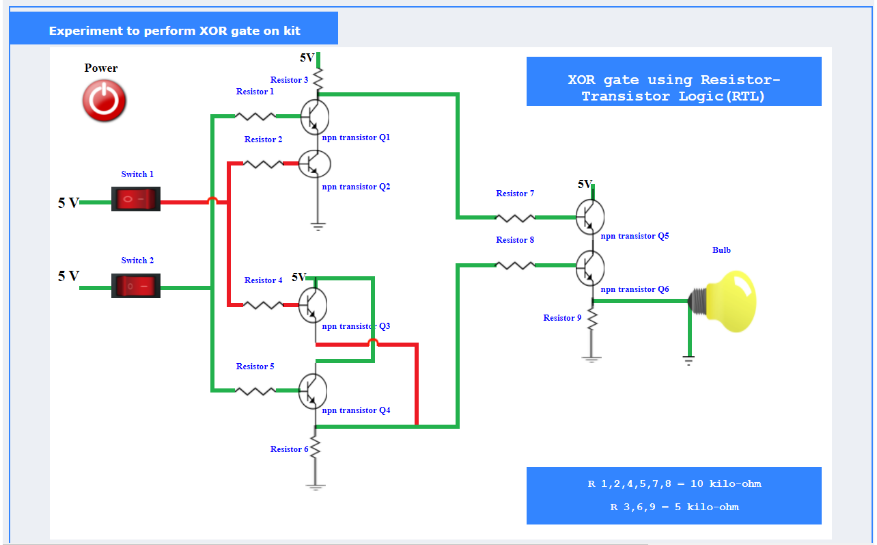 Experiment to perform XOR gate on kit
Power
5V
Resistor 3
Resistor 1
XOR gate using Resistor-
Transistor Logic(RTL)
npn transistor Q1
Resistor 2
Switch 1
npn transistor Q2
5 V
5V
Resistor 7
npn transistor Q5
Resistor 8
Bulb
Switch 2
5 V
Resistor 4
5V
npn transistor Q6
Resistor 9
npn transistor Q3
Resistor 5
npn transistor Q4
Resistor 6
R 1,2,4,5,7,8 - 10 kilo-ohm
R 3,6,9 - 5 kilo-ohm